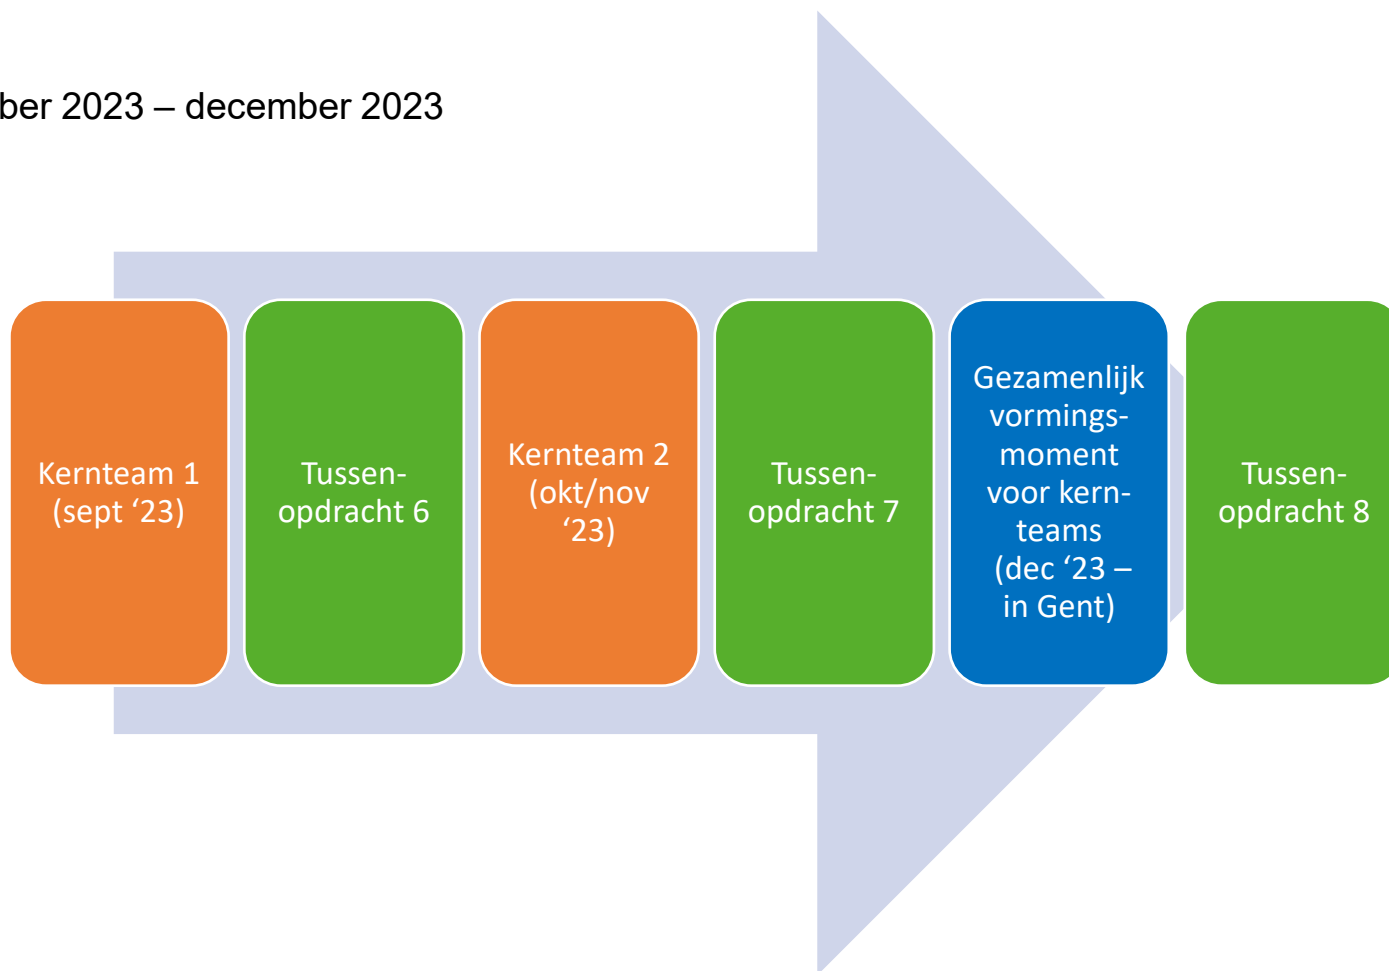 ber 2023 – december 2023
Kernteam 1
(sept ‘23)
Tussen-
opdracht 6
Kernteam 2
(okt/nov
‘23)
Tussen-
opdracht 7
Gezamenlijk
vormings-
moment
voor kern-
teams
(dec ‘23 –
in Gent)
Tussen-
opdracht 8